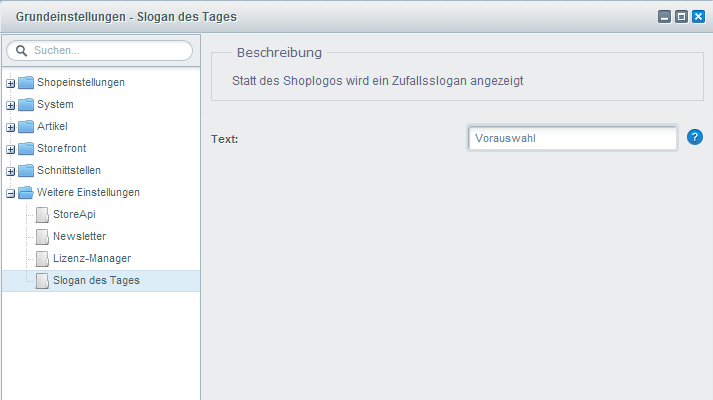 Grundeinstellungen - Slogan des Tages
Suchen...
Shopeinstellungen
System
Artikel
Storefront
Schnittstellen
Weitere Einstellungen
StoreApi
Newsletter
Lizenz-Manager
Slogan des Tages
Beschreibung
Statt des Shoplogos wird ein Zufallsslogan angezeigt
Text:
Vorauswahl
?